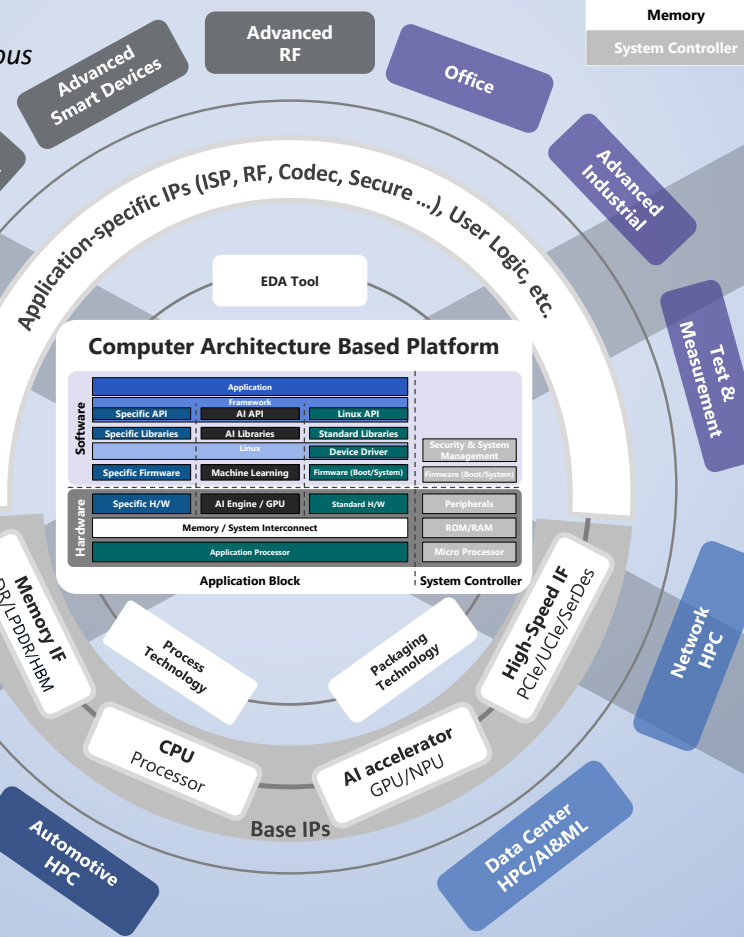 Memory
System Controller
Advanced
RF
Advanced
Smart Devices
Office
Advanced
Industrial
Test &
Measurement
Application-specific IPs (ISP, RF, Codec, Secure ...), User Logic, etc.
EDA Tool
Computer Architecture Based Platform
Software
Application
Framework
Specific API
AI API
Linux API
Specific Libraries
AI Libraries
Standard Libraries
Linux
Device Driver
Security & System
Management
Specific Firmware
Machine Learning
Firmware (Boot/System)
Firmware (Boot/System)
Hardware
Specific H/W
AI Engine / GPU
Standard H/W
Peripherals
Memory / System Interconnect
ROM/RAM
Application Processor
Micro Processor
Application Block
System Controller
Memory IF
DR/LPDDR/HBM
Process
Technology
Packaging
Technology
High-Speed IF
PCIe/UCIe/SerDes
Network
HPC
CPU
Processor
AI accelerator
GPU/NPU
Base IPs
Automotive
HPC
Data Center
HPC/AI&ML